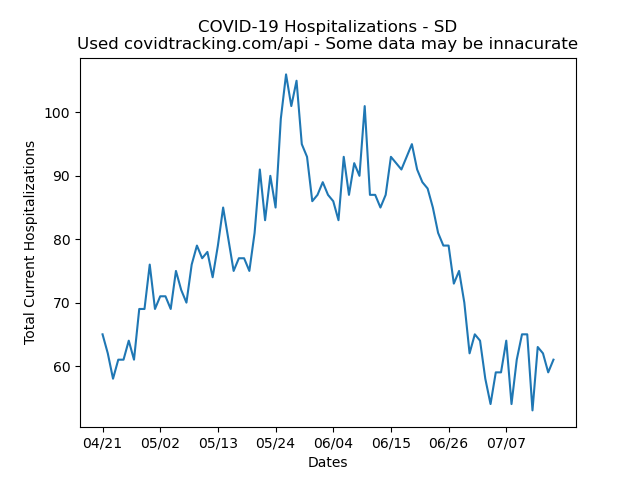 COVID-19 Hospitalizations - SD
Used covidtracking.com/api - Some data may be innacurate
Total Current Hospitalizations
100
90
80
70
60
04/21 05/02 05/13 05/24 06/04 06/15 06/26 07/07
Dates